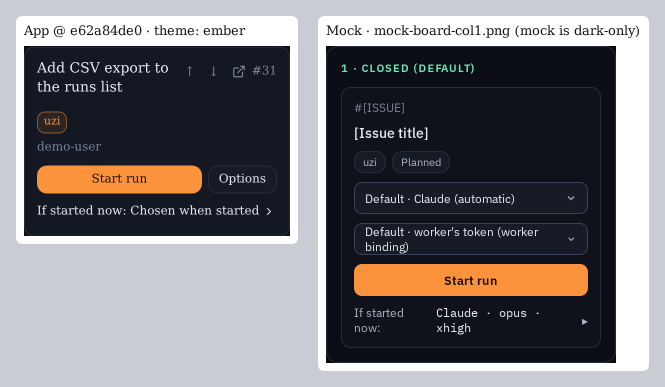 App @ e62a84de0 · theme: ember
Add CSV export to
the runs list
↑ ↓ #31
uzi
demo-user
Start run
Options
If started now: Chosen when started
Mock · mock-board-col1.png (mock is dark-only)
1 · CLOSED (DEFAULT)
#[ISSUE]
[Issue title]
uzi
Planned
Default · Claude (automatic)
Default · worker's token (worker
binding)
Start run
If started
now:
Claude · opus ·
xhigh